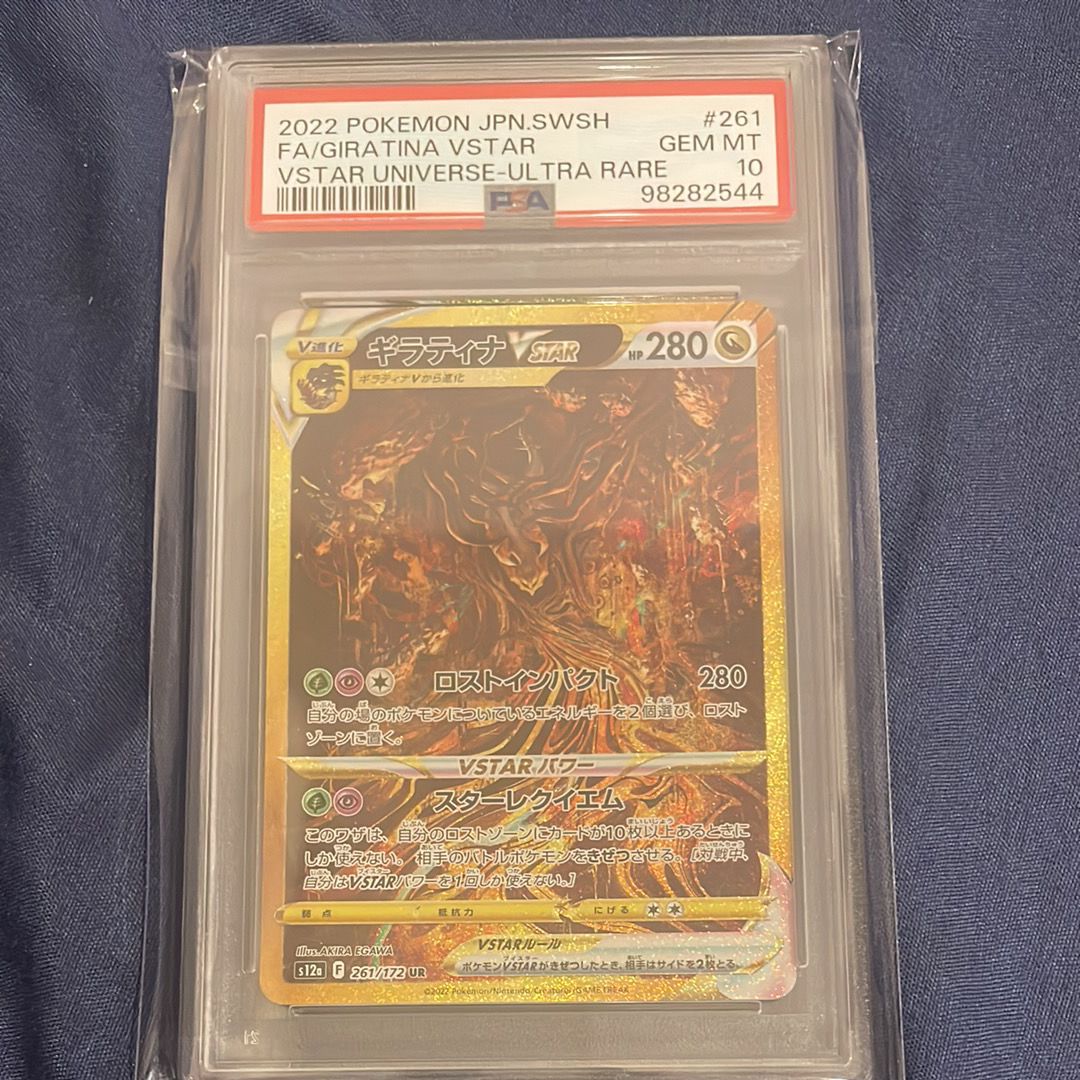 2022 POKEMON JPN.SWSH #261
FA/GIRATINA VSTAR GEM MT
VSTAR UNIVERSE-ULTRA RARE 10
98282544
PSA
V進化 ギラティナ VSTAR HP 280
ギラティナVから進化
ロストインパクト 280
自分の場のポケモンについているエネルギーを2個選び、ロスト
ゾーンに置く。
VSTARパワー
スターレクイエム
このワザは、自分のロストゾーンにカードが10枚以上あるときに
しか使えない。相手のバトルポケモンをきぜつさせる。[対戦中、
自分はVSTARパワーを1回しか使えない。]
弱点 抵抗力 にげる
Illus.AKIRA EGAWA
VSTARルール
ポケモンVSTARがきぜつしたとき、相手はサイドを2枚とる。
s12a F 261/172 UR
©2022 Pokémon/Nintendo/Creatures/GAME FREAK